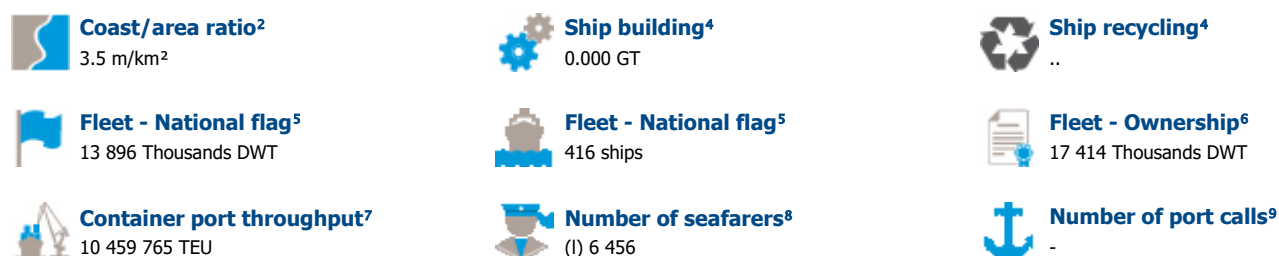 Coast/area ratio²
3.5 m/km²
Ship building⁴
0.000 GT
Ship recycling⁴
..
Fleet - National flag⁵
13 896 Thousands DWT
Fleet - National flag⁵
416 ships
Fleet - Ownership⁶
17 414 Thousands DWT
Container port throughput⁷
10 459 765 TEU
Number of seafarers⁸
(l) 6 456
Number of port calls⁹
-